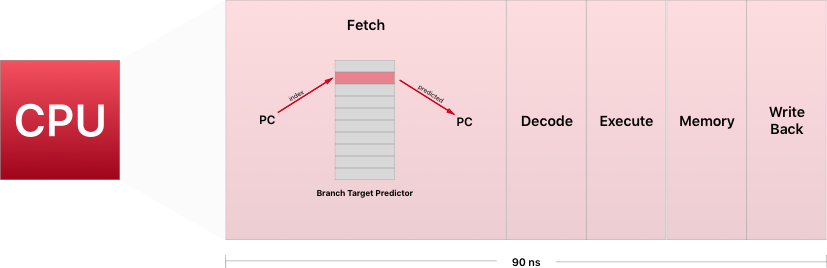 CPU
Fetch
index
predicted
PC
PC
Branch Target Predictor
Decode
Execute
Memory
Write
Back
90 ns